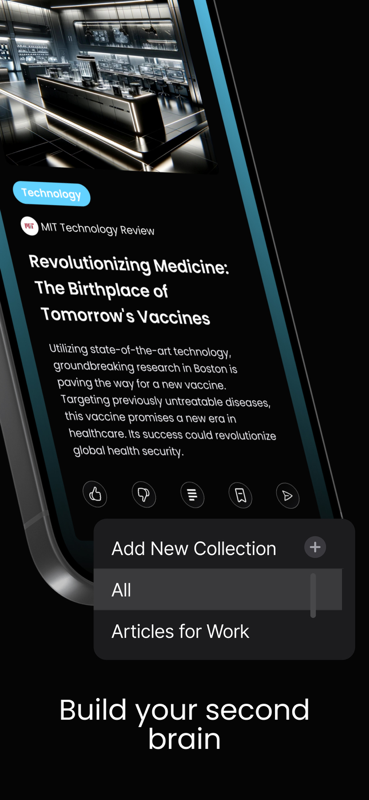 Technology
MIT MIT Technology Review
Revolutionizing Medicine:
The Birthplace of
Tomorrow's Vaccines
Utilizing state-of-the-art technology,
groundbreaking research in Boston is
paving the way for a new vaccine.
Targeting previously untreatable diseases,
this vaccine promises a new era in
healthcare. Its success could revolutionize
global health security.
Add New Collection
All
Articles for Work
Build your second
brain